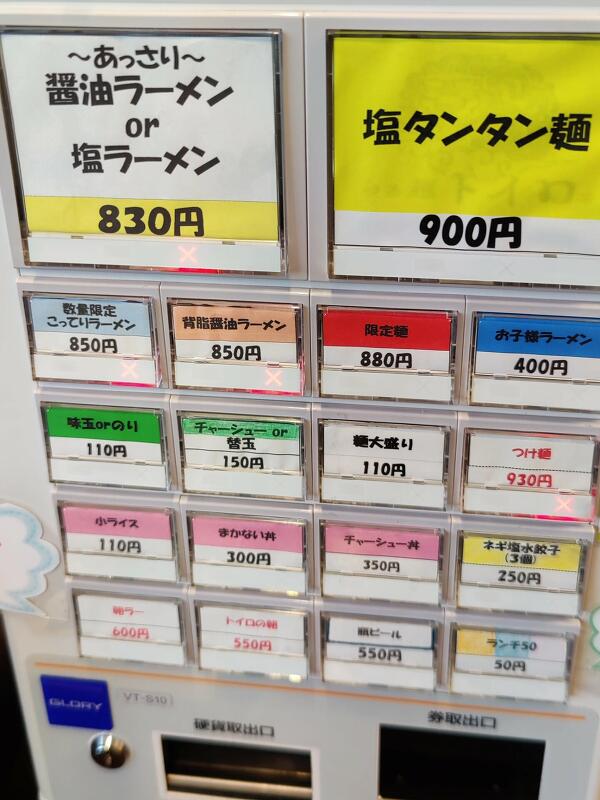 ～あっさり～
醤油ラーメン
or
塩ラーメン
830円
塩タンタン麺
900円
数量限定
こってりラーメン
850円
背脂醤油ラーメン
850円
限定麺
880円
お子様ラーメン
400円
味玉orのり
110円
チャーシュー or
替玉
150円
麺大盛り
110円
つけ麺
930円
小ライス
110円
まかない丼
300円
チャーシュー丼
350円
ネギ塩水餃子
(3個)
250円
朝ラー
600円
トイロの朝
550円
瓶ビール
550円
ランチ50
50円
GLORY
VT-S10
硬貨取出口
券取出口